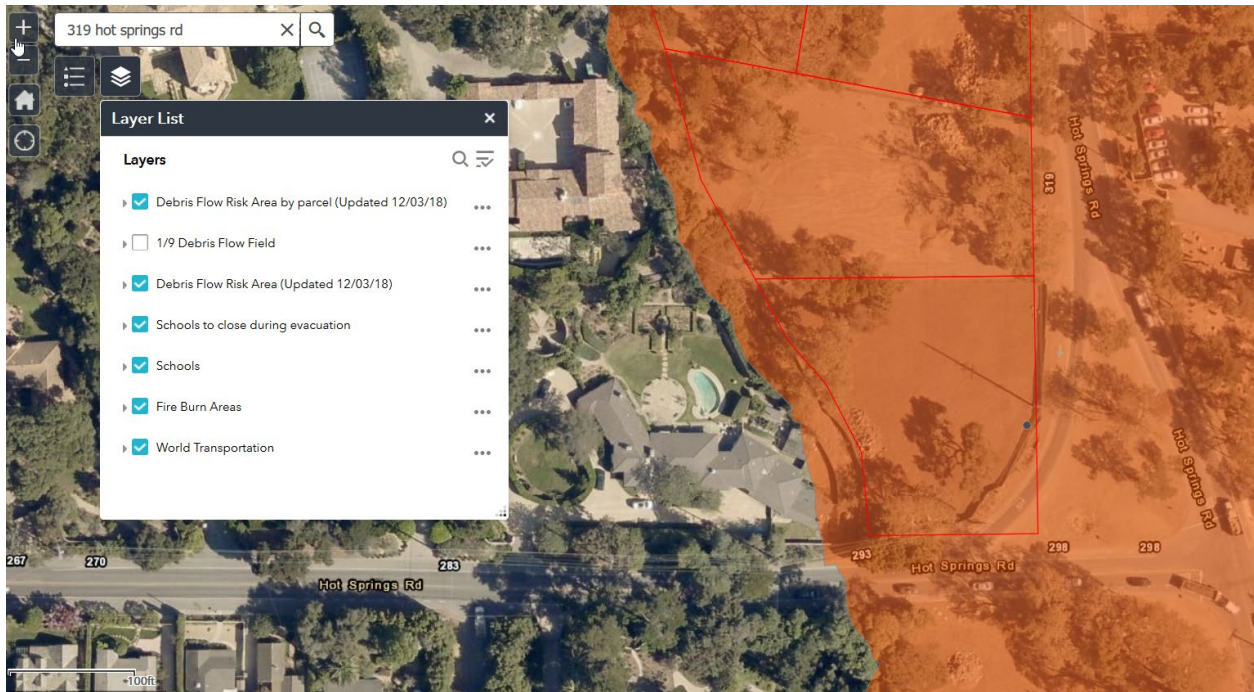 319 hot springs rd
Layer List
Layers
Debris Flow Risk Area by parcel (Updated 12/03/18)
1/9 Debris Flow Field
Debris Flow Risk Area (Updated 12/03/18)
Schools to close during evacuation
Schools
Fire Burn Areas
World Transportation
Hot Springs Rd
319
Hot Springs Rd
267
270
283
Hot Springs Rd
293
Hot Springs Rd
298
298
100ft